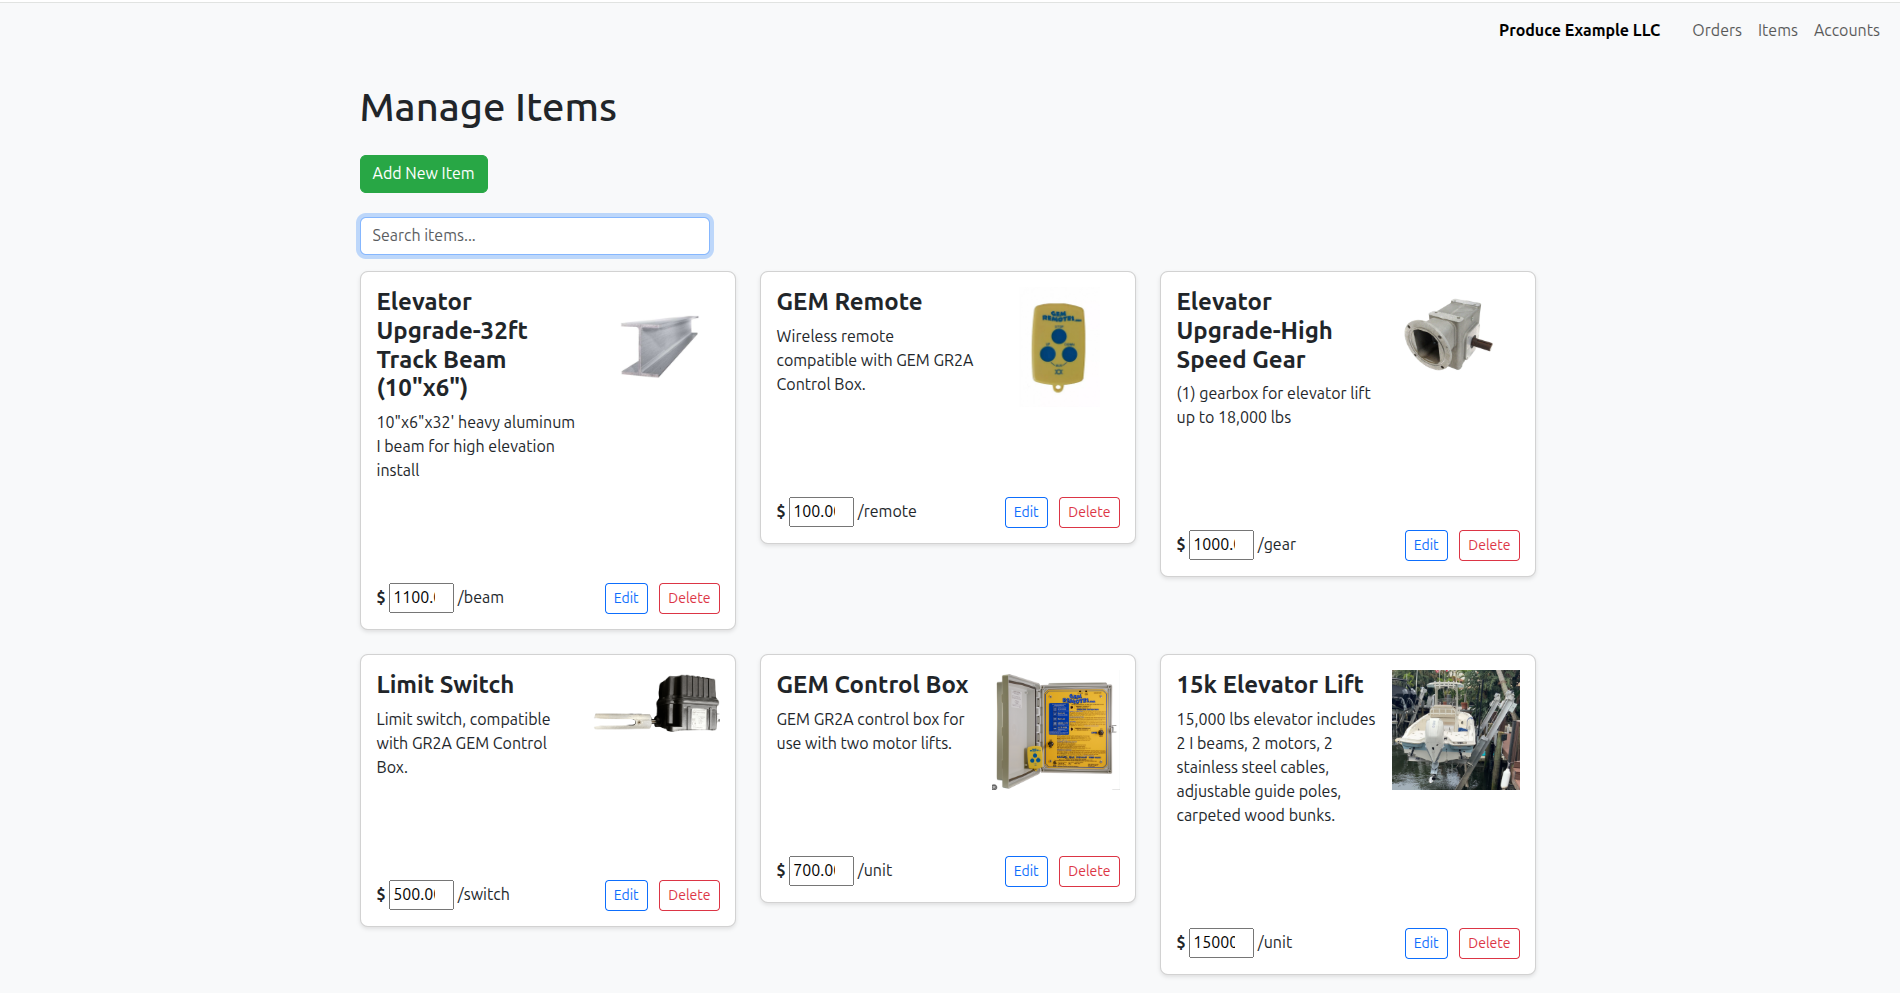 Produce Example LLC
Orders
Items
Accounts
Manage Items
Add New Item
Search items...
Elevator
Upgrade-32ft
Track Beam
(10"x6")
10"x6"x32' heavy aluminum
I beam for high elevation
install
$ 1100. /beam
Edit
Delete
GEM Remote
Wireless remote
compatible with GEM GR2A
Control Box.
$ 100.0 /remote
Edit
Delete
Elevator
Upgrade-High
Speed Gear
(1) gearbox for elevator lift
up to 18,000 lbs
$ 1000. /gear
Edit
Delete
Limit Switch
Limit switch, compatible
with GR2A GEM Control
Box.
$ 500.0 /switch
Edit
Delete
GEM Control Box
GEM GR2A control box for
use with two motor lifts.
$ 700.0 /unit
Edit
Delete
15k Elevator Lift
15,000 lbs elevator includes
2 I beams, 2 motors, 2
stainless steel cables,
adjustable guide poles,
carpeted wood bunks.
$ 15000 /unit
Edit
Delete